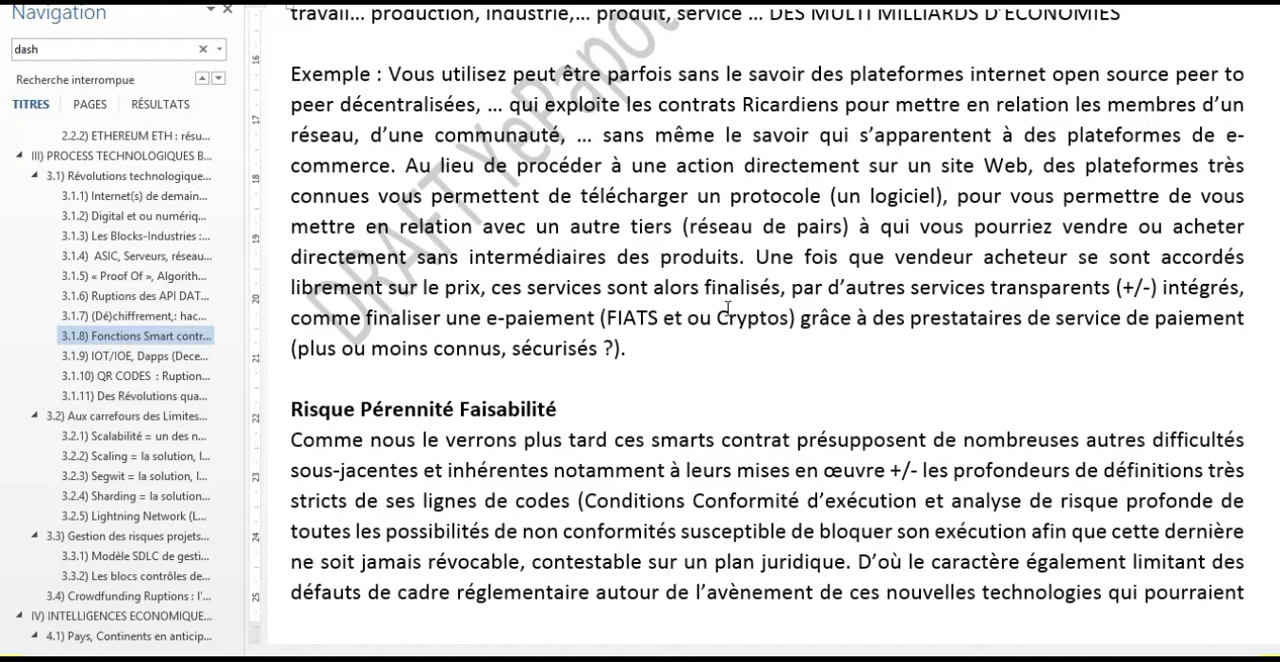 Navigation
dash
Recherche interrompue
TITRES PAGES RÉSULTATS
2.2.2) ETHEREUM ETH : résu...
III) PROCESS TECHNOLOGIQUES B...
3.1) Révolutions technologique...
3.1.1) Internet(s) de demain...
3.1.2) Digital et ou numériq...
3.1.3) Les Blocks-Industries :...
3.1.4) ASIC, Serveurs, réseau...
3.1.5) « Proof Of », Algorith...
3.1.6) Ruptions des API DAT...
3.1.7) (Dé)chiffrement,: hac...
3.1.8) Fonctions Smart contr...
3.1.9) IOT/IOE, Dapps (Dece...
3.1.10) QR CODES : Ruption...
3.1.11) Des Révolutions qua...
3.2) Aux carrefours des Limites...
3.2.1) Scalabilité = un des n...
3.2.2) Scaling = la solution, l...
3.2.3) Segwit = la solution, l...
3.2.4) Sharding = la solution...
3.2.5) Lightning Network (L...
3.3) Gestion des risques projets...
3.3.1) Modèle SDLC de gesti...
3.3.2) Les blocs contrôles de...
3.4) Crowdfunding Ruptions : l'...
IV) INTELLIGENCES ECONOMIQUE...
4.1) Pays, Continents en anticip...
16
17
18
19
20
21
22
23
24
25
travail... production, industrie,... produit, service ... DES MULTI MILLIARDS D'ECONOMIES
Exemple : Vous utilisez peut être parfois sans le savoir des plateformes internet open source peer to
peer décentralisées, ... qui exploite les contrats Ricardiens pour mettre en relation les membres d'un
réseau, d'une communauté, ... sans même le savoir qui s'apparentent à des plateformes de e-
commerce. Au lieu de procéder à une action directement sur un site Web, des plateformes très
connues vous permettent de télécharger un protocole (un logiciel), pour vous permettre de vous
mettre en relation avec un autre tiers (réseau de pairs) à qui vous pourriez vendre ou acheter
directement sans intermédiaires des produits. Une fois que vendeur acheteur se sont accordés
librement sur le prix, ces services sont alors finalisés, par d'autres services transparents (+/-) intégrés,
comme finaliser une e-paiement (FIATS et ou Cryptos) grâce à des prestataires de service de paiement
(plus ou moins connus, sécurisés ?).
Risque Pérennité Faisabilité
Comme nous le verrons plus tard ces smarts contrat présupposent de nombreuses autres difficultés
sous-jacentes et inhérentes notamment à leurs mises en œuvre +/- les profondeurs de définitions très
stricts de ses lignes de codes (Conditions Conformité d'exécution et analyse de risque profonde de
toutes les possibilités de non conformités susceptible de bloquer son exécution afin que cette dernière
ne soit jamais révocable, contestable sur un plan juridique. D'où le caractère également limitant des
défauts de cadre réglementaire autour de l'avènement de ces nouvelles technologies qui pourraient
DRAFT YePapot